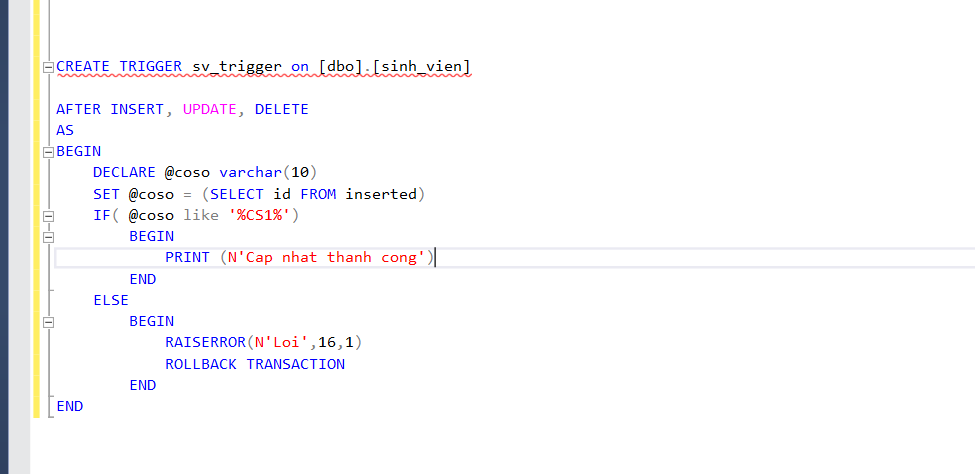 CREATE TRIGGER sv_trigger on [dbo].[sinh_vien]
AFTER INSERT, UPDATE, DELETE
AS
BEGIN
DECLARE @coso varchar(10)
SET @coso = (SELECT id FROM inserted)
IF( @coso like '%CS1%')
BEGIN
PRINT (N'Cap nhat thanh cong')
END
ELSE
BEGIN
RAISERROR(N'Loi',16,1)
ROLLBACK TRANSACTION
END
END